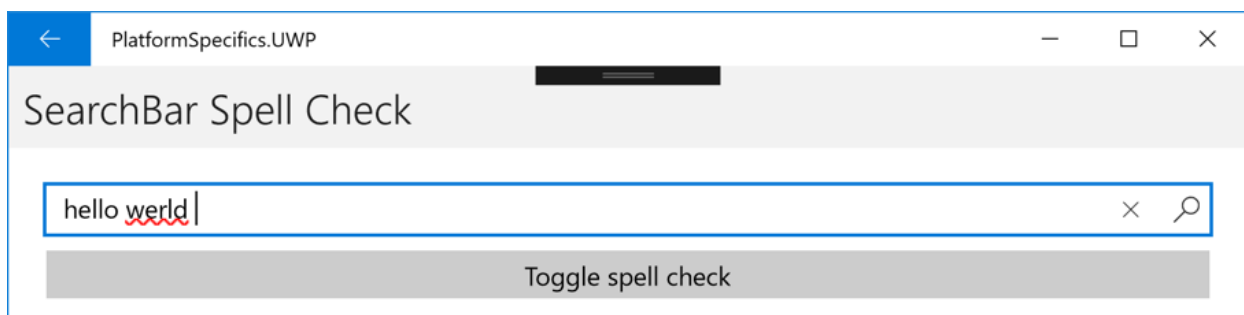 PlatformSpecifics.UWP
SearchBar Spell Check
hello werld
Toggle spell check